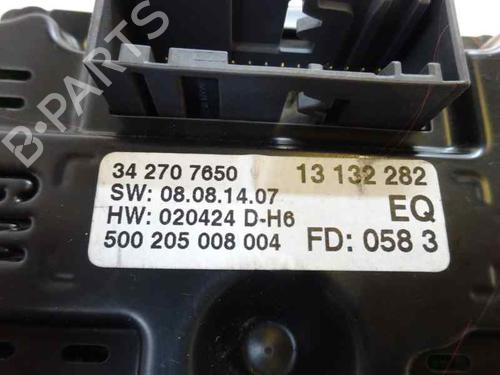 B-PARTS
34 270 7650 13 132 282
SW: 08.08.14.07
HW: 020424 D-H6 EQ
500 205 008 004 FD: 058 3